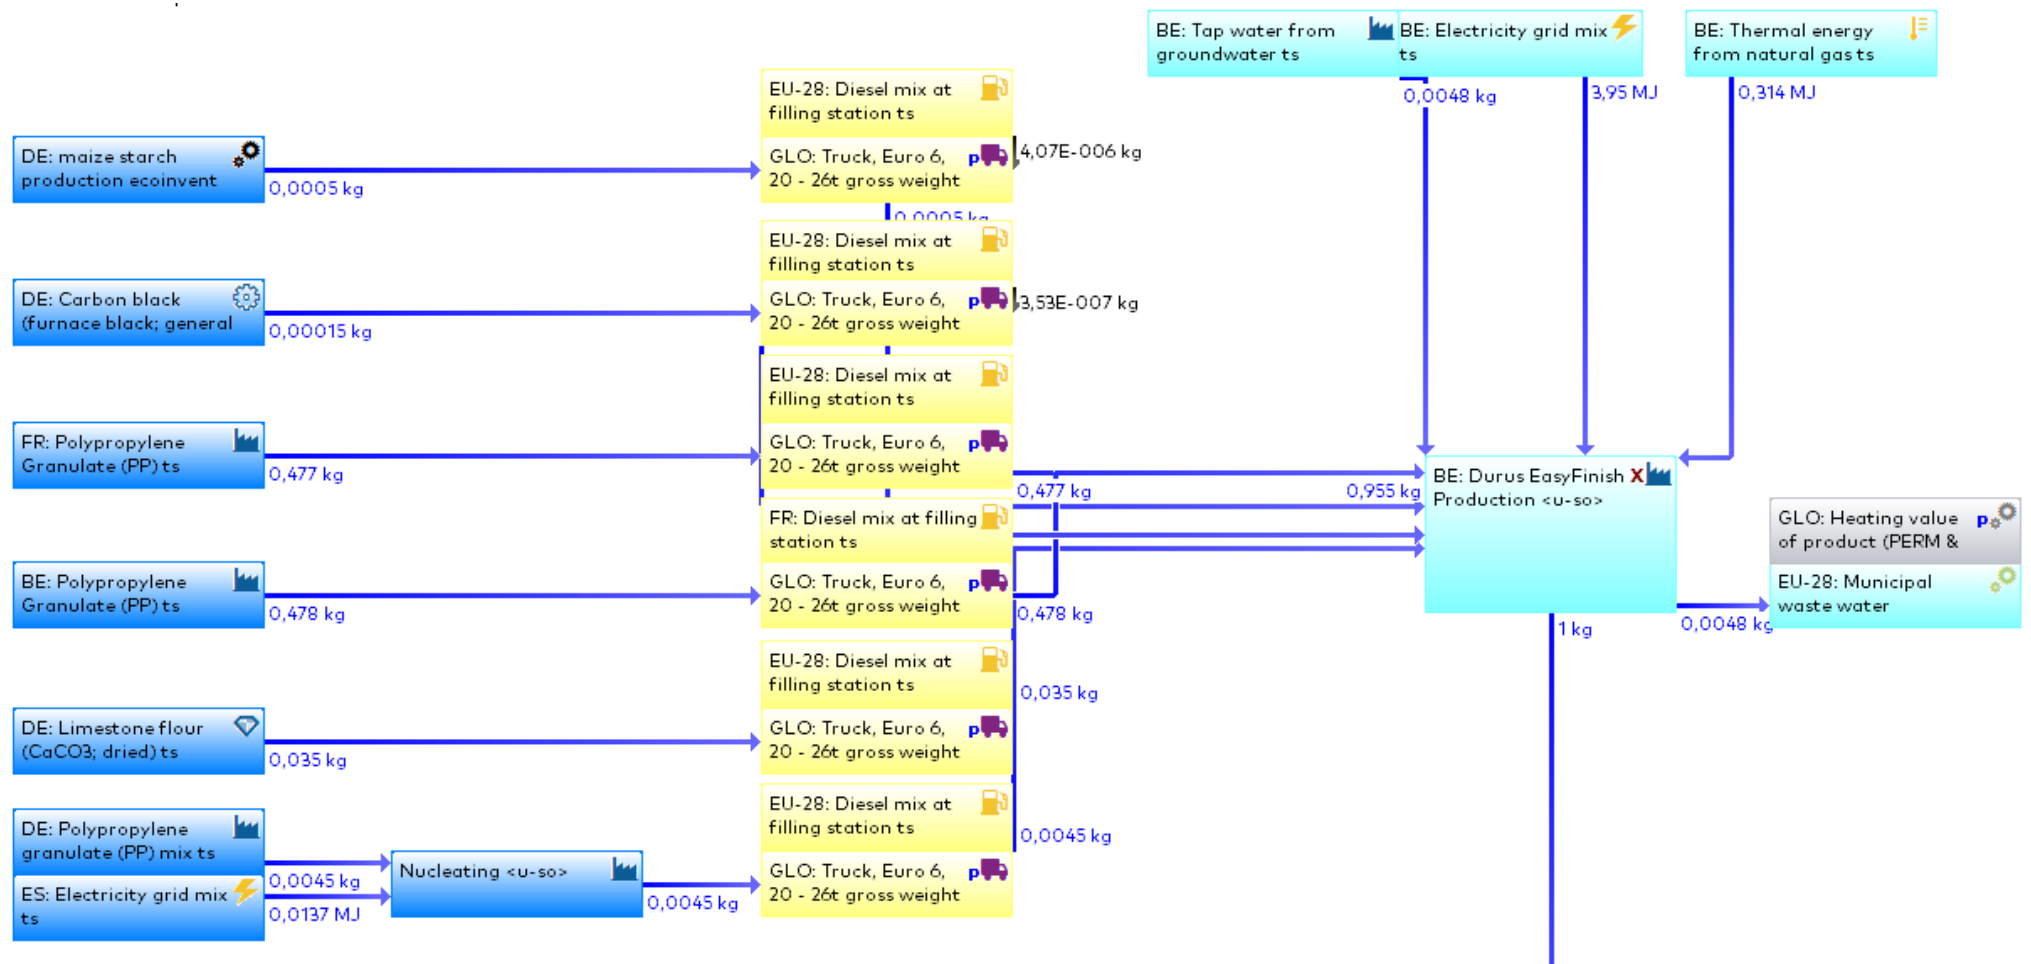 BE: Tap water from
groundwater ts
BE: Electricity grid mix
ts
BE: Thermal energy
from natural gas ts
0,0048 kg
3,95 MJ
0,314 MJ
EU-28: Diesel mix at
filling station ts
DE: maize starch
production ecoinvent
0,0005 kg
GLO: Truck, Euro 6,
20 - 26t gross weight
p
4,07E-006 kg
0,0005 kg
EU-28: Diesel mix at
filling station ts
DE: Carbon black
(furnace black; general
0,00015 kg
GLO: Truck, Euro 6,
20 - 26t gross weight
p
3,53E-007 kg
EU-28: Diesel mix at
filling station ts
FR: Polypropylene
Granulate (PP) ts
0,477 kg
GLO: Truck, Euro 6,
20 - 26t gross weight
p
0,477 kg
0,955 kg
BE: Durus EasyFinish X
Production <u-so>
FR: Diesel mix at filling
station ts
GLO: Heating value
of product (PERM &
p
BE: Polypropylene
Granulate (PP) ts
0,478 kg
GLO: Truck, Euro 6,
20 - 26t gross weight
p
0,478 kg
EU-28: Municipal
waste water
0,0048 kg
1 kg
EU-28: Diesel mix at
filling station ts
0,035 kg
DE: Limestone flour
(CaCO3; dried) ts
0,035 kg
GLO: Truck, Euro 6,
20 - 26t gross weight
p
EU-28: Diesel mix at
filling station ts
0,0045 kg
DE: Polypropylene
granulate (PP) mix ts
0,0045 kg
ES: Electricity grid mix
ts
0,0137 MJ
Nucleating <u-so>
0,0045 kg
GLO: Truck, Euro 6,
20 - 26t gross weight
p